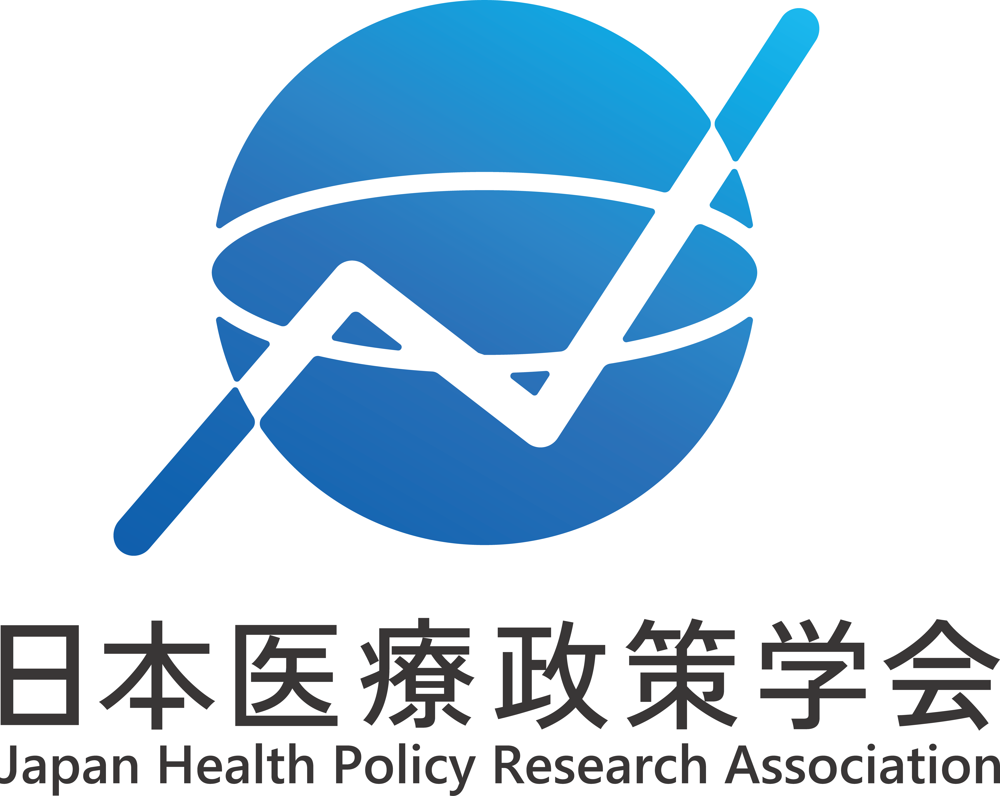 日本医療政策学会
Japan Health Policy Research Association